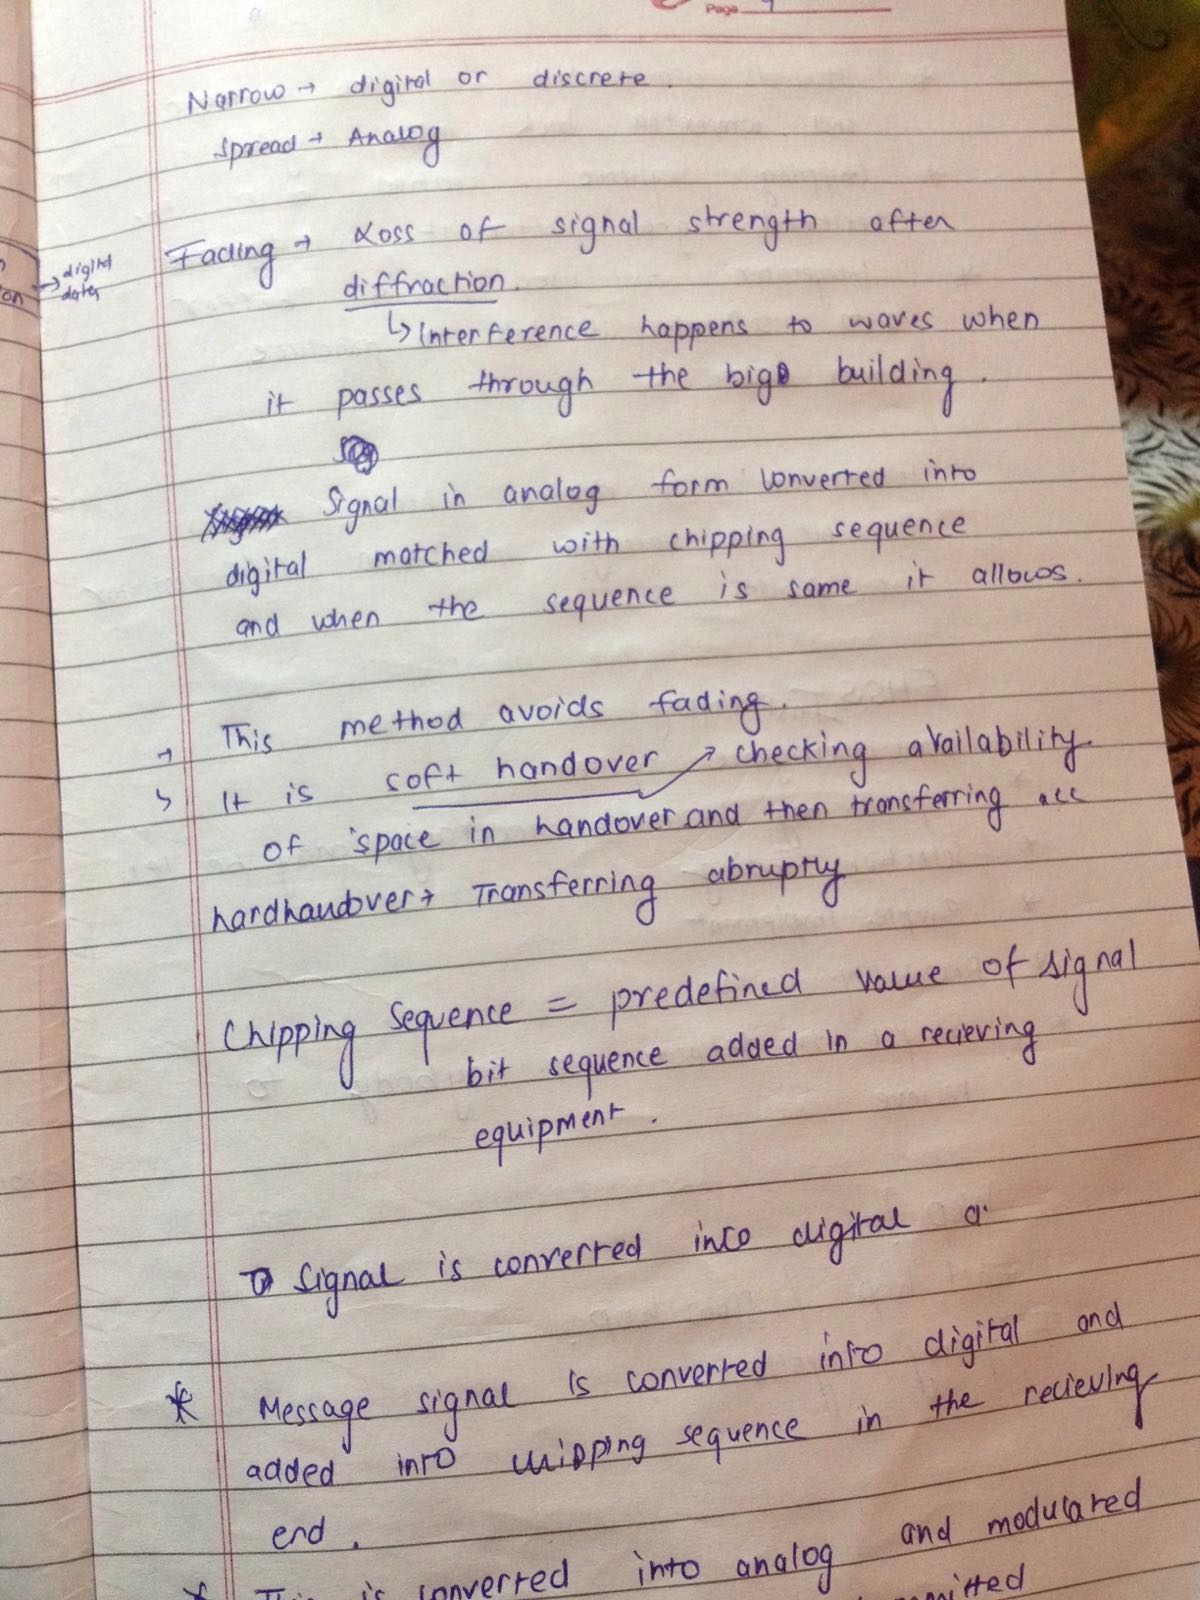 Page
Narrow → digital or discrete.
Spread → Analog
Fading → Loss of signal strength after
diffraction.
↳ Interference happens to waves when
it passes through the big building.
→ digital
data
Signal in analog form converted into
digital matched with chipping sequence
and when the sequence is same it allows.
→ This method avoids fading.
↳ It is soft handover → checking availability
of space in handover and then transferring all
hardhandover → Transferring abruptly
Chipping Sequence = predefined value of signal
bit sequence added in a recieving
equipment.
Signal is converted into digital a
* Message signal is converted into digital and
added into chipping sequence in the recieving
end.
* This is converted into analog and modulated